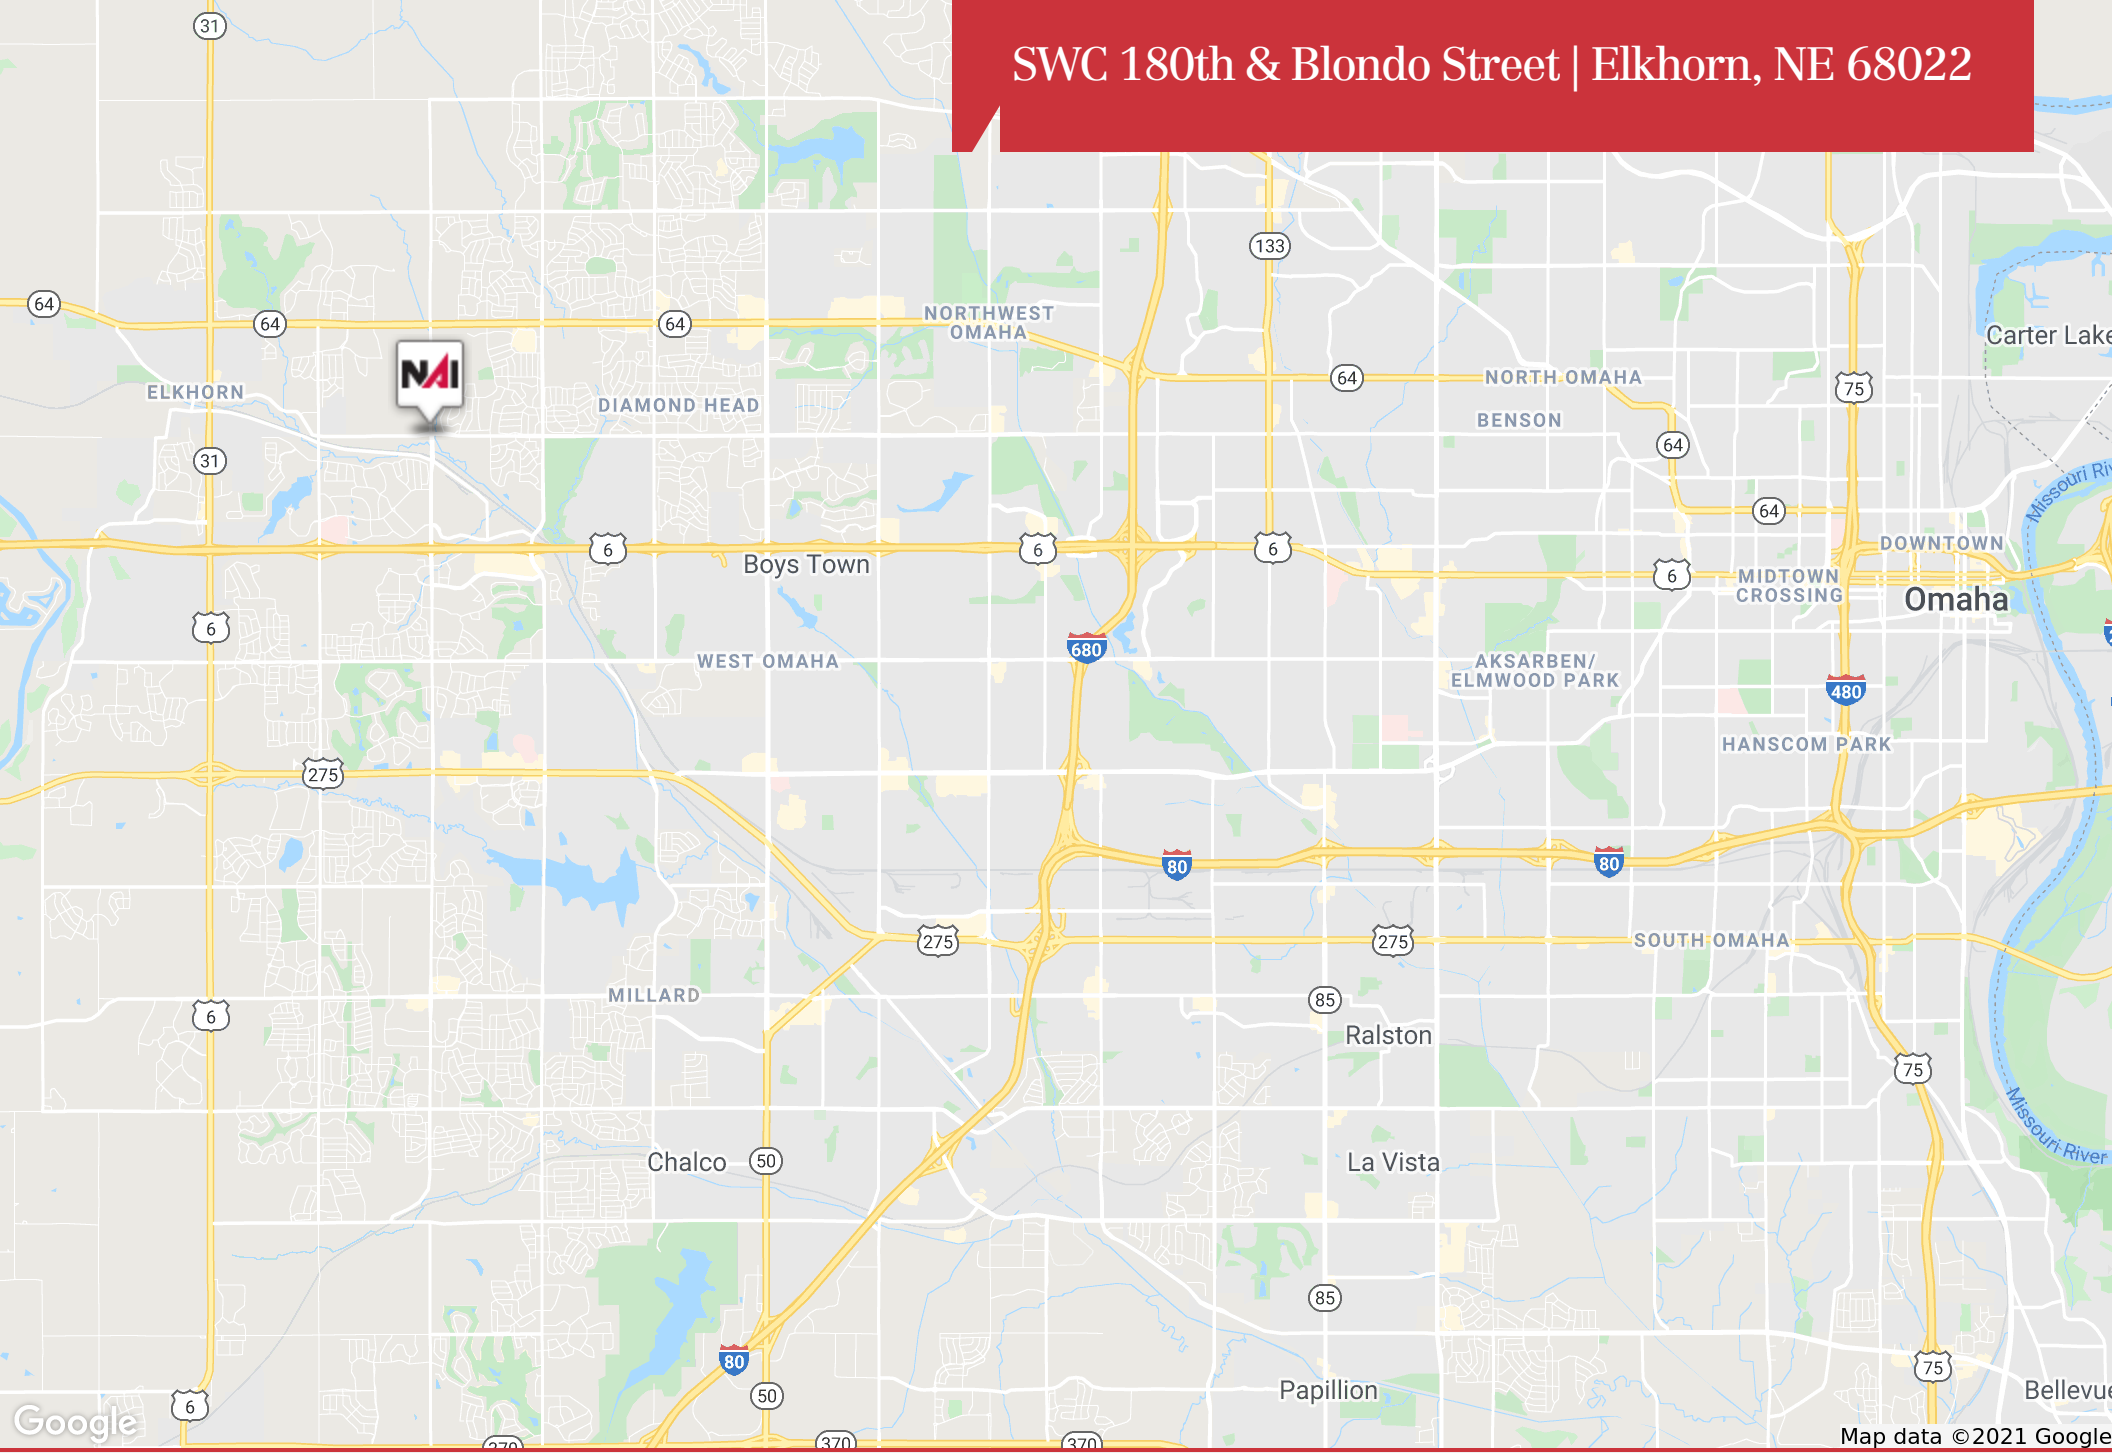 SWC 180th & Blondo Street | Elkhorn, NE 68022
31
133
64
64
64
NORTHWEST
OMAHA
Carter Lake
NAI
64
NORTH OMAHA
75
ELKHORN
DIAMOND HEAD
BENSON
64
31
Missouri Riv
64
6
6
6
DOWNTOWN
Boys Town
6
MIDTOWN
CROSSING
Omaha
6
680
WEST OMAHA
AKSARBEN/
ELMWOOD PARK
480
HANSCOM PARK
275
80
80
275
275
SOUTH OMAHA
MILLARD
85
6
Ralston
75
Missouri River
Chalco
50
La Vista
85
80
75
Papillion
Bellevue
50
6
Google
370
370
370
Map data ©2021 Google